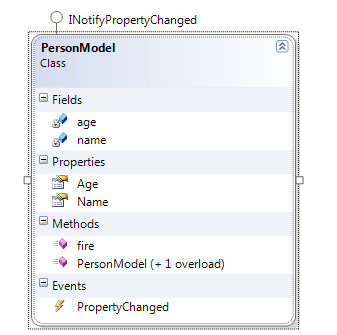 INotifyPropertyChanged
PersonModel
Class
Fields
age
name
Properties
Age
Name
Methods
fire
PersonModel (+ 1 overload)
Events
PropertyChanged